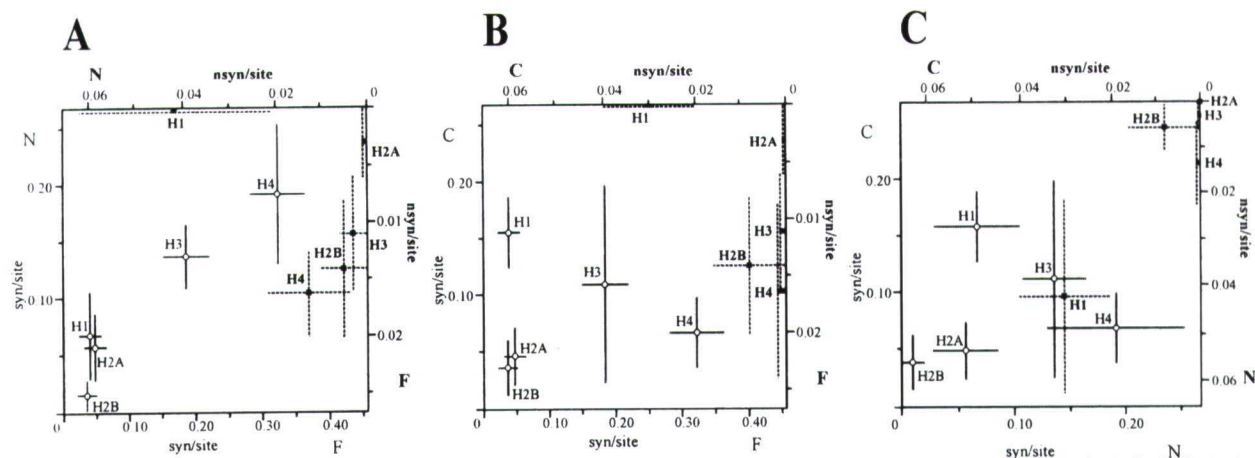 A
N
nsyn/site
0.06 0.04 0.02 0
N
H1
H2A
0.20
H4
nsyn/site
0.01
H3
H2B
H3
H4
syn/site
0.10
H1
H2A
0.02
H2B
F
0 0.10 0.20 0.30 0.40
syn/site
F
B
C
nsyn/site
0.06 0.04 0.02 0
C
H1
H2A
0.20
H1
nsyn/site
0.01
H3
H3
H2B
H4
syn/site
0.10
H4
0.02
H2A
H2B
F
0 0.10 0.20 0.30 0.40
syn/site
F
C
C
nsyn/site
0.06 0.04 0.02 0
H2A
C
H2B
H3
H4
0.20
0.02
H1
nsyn/site
H3
0.04
H1
syn/site
0.10
H4
H2A
H2B
0.06
N
0 0.10 0.20
syn/site
N